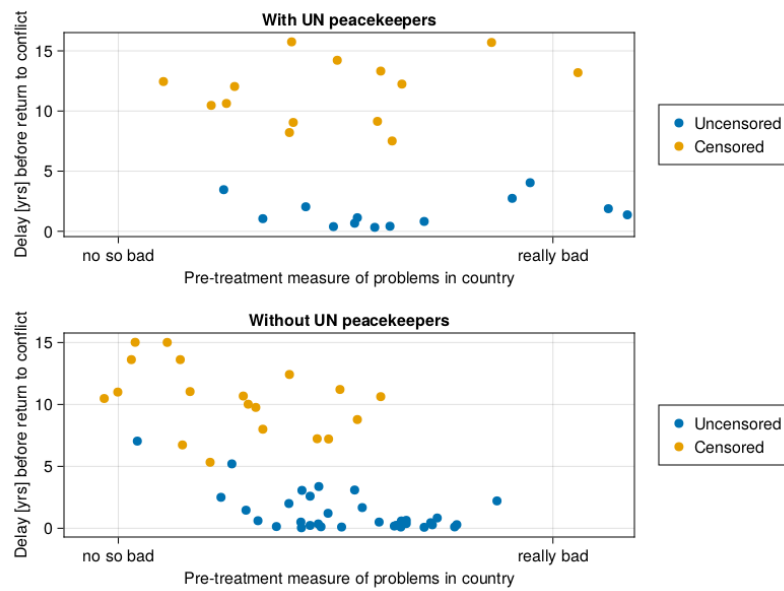 With UN peacekeepers
Delay [yrs] before return to conflict
15
10
5
0
no so bad
really bad
Pre-treatment measure of problems in country
Uncensored
Censored
Without UN peacekeepers
Delay [yrs] before return to conflict
15
10
5
0
no so bad
really bad
Pre-treatment measure of problems in country
Uncensored
Censored